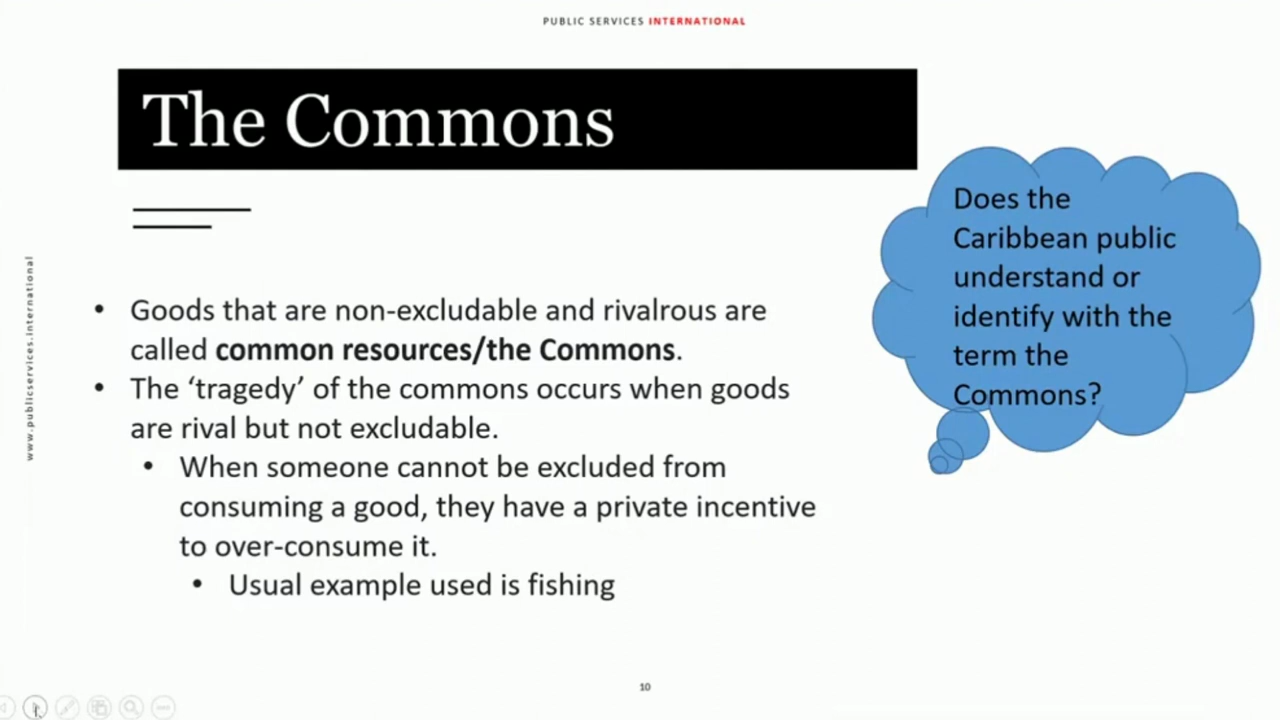 PUBLIC SERVICES INTERNATIONAL
The Commons
www.publicservices.international
• Goods that are non-excludable and rivalrous are
called common resources/the Commons.
• The ‘tragedy’ of the commons occurs when goods
are rival but not excludable.
• When someone cannot be excluded from
consuming a good, they have a private incentive
to over-consume it.
• Usual example used is fishing
Does the
Caribbean public
understand or
identify with the
term the
Commons?
10